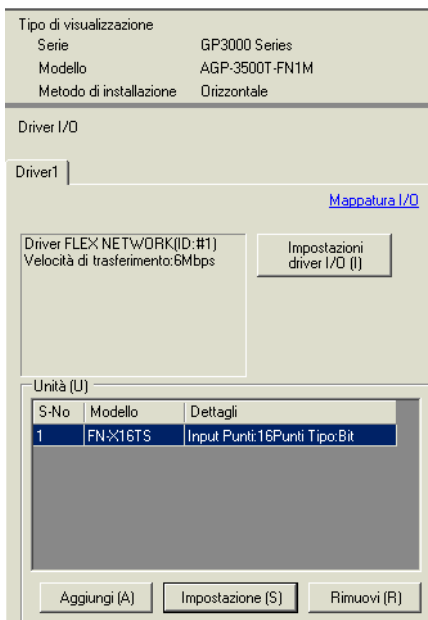 Tipo di visualizzazione
Serie GP3000 Series
Modello AGP-3500T-FN1M
Metodo di installazione Orizzontale
Driver I/O
Driver1
Mappatura I/O
Driver FLEX NETWORK(ID:#1)
Velocità di trasferimento:6Mbps
Impostazioni
driver I/O (I)
Unità (U)
S-No Modello Dettagli
1 FN-X16TS Input Punti:16Punti Tipo:Bit
Aggiungi (A) Impostazione (S) Rimuovi (R)